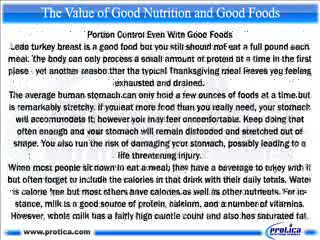 The Value of Good Nutrition and Good Foods
Portion Control Even With Good Foods
Lean turkey breast is a good food but you still should not eat a full pound each
meal. The body can only process a small amount of protein at a time in the first
place yet another reason that the typical Thanksgiving meal leaves you feeling
exhausted and drained.
The average human stomach can only hold a few ounces of foods at a time but
is remarkably stretchy. If you eat more food than you really need, your stomach
will accommodate it; however you may feel uncomfortable. Keep doing that
often enough and your stomach will remain distended and stretched out of
shape. You also run the risk of damaging your stomach, possibly leading to a
life threatening injury.
When most people sit down to eat a meal, they have a beverage to enjoy with it
but often forget to include the calories in that drink with their daily totals. Water
is calorie free but most others have calories as well as other nutrients. For in-
stance, milk is a good source of protein, calcium, and a number of vitamins.
However, whole milk has a fairly high calorie count and also has saturated fat.
www.protica.com
protica